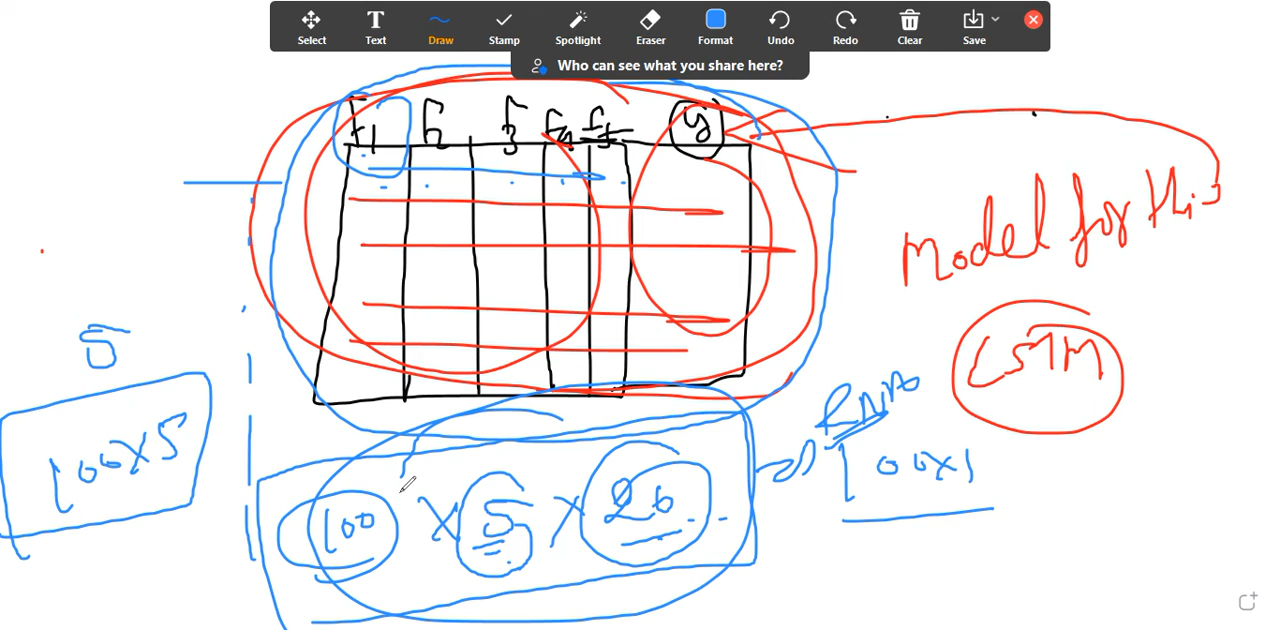 Select Text Draw Stamp Spotlight Eraser Format Undo Redo Clear Save
Who can see what you share here?
F1 F2 F3 F4 F5 y
Model for this
LSTM
5
RNN
100x5
100x1
100 x 5 x 26